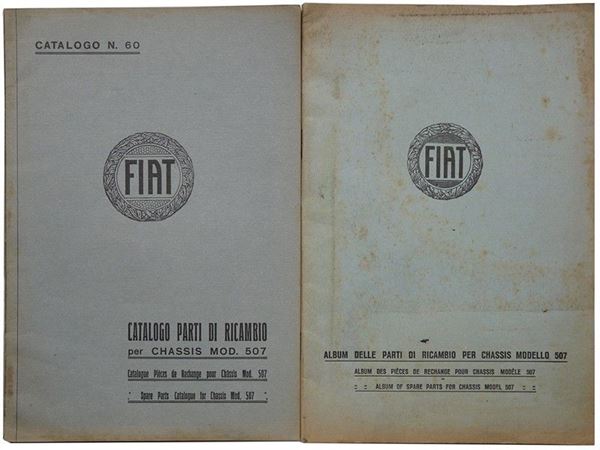 CATALOGO N. 60
FIAT
CATALOGO PARTI DI RICAMBIO
per CHASSIS MOD. 507
Catalogue Pièces de Rechange pour Châssis Mod. 507
Spare Parts Catalogue for Chassis Mod. 507
FIAT
ALBUM DELLE PARTI DI RICAMBIO PER CHASSIS MODELLO 507
ALBUM DES PIÈCES DE RECHANGE POUR CHASSIS MODÈLE 507
:: :: ALBUM OF SPARE PARTS FOR CHASSIS MODEL 507 :: ::